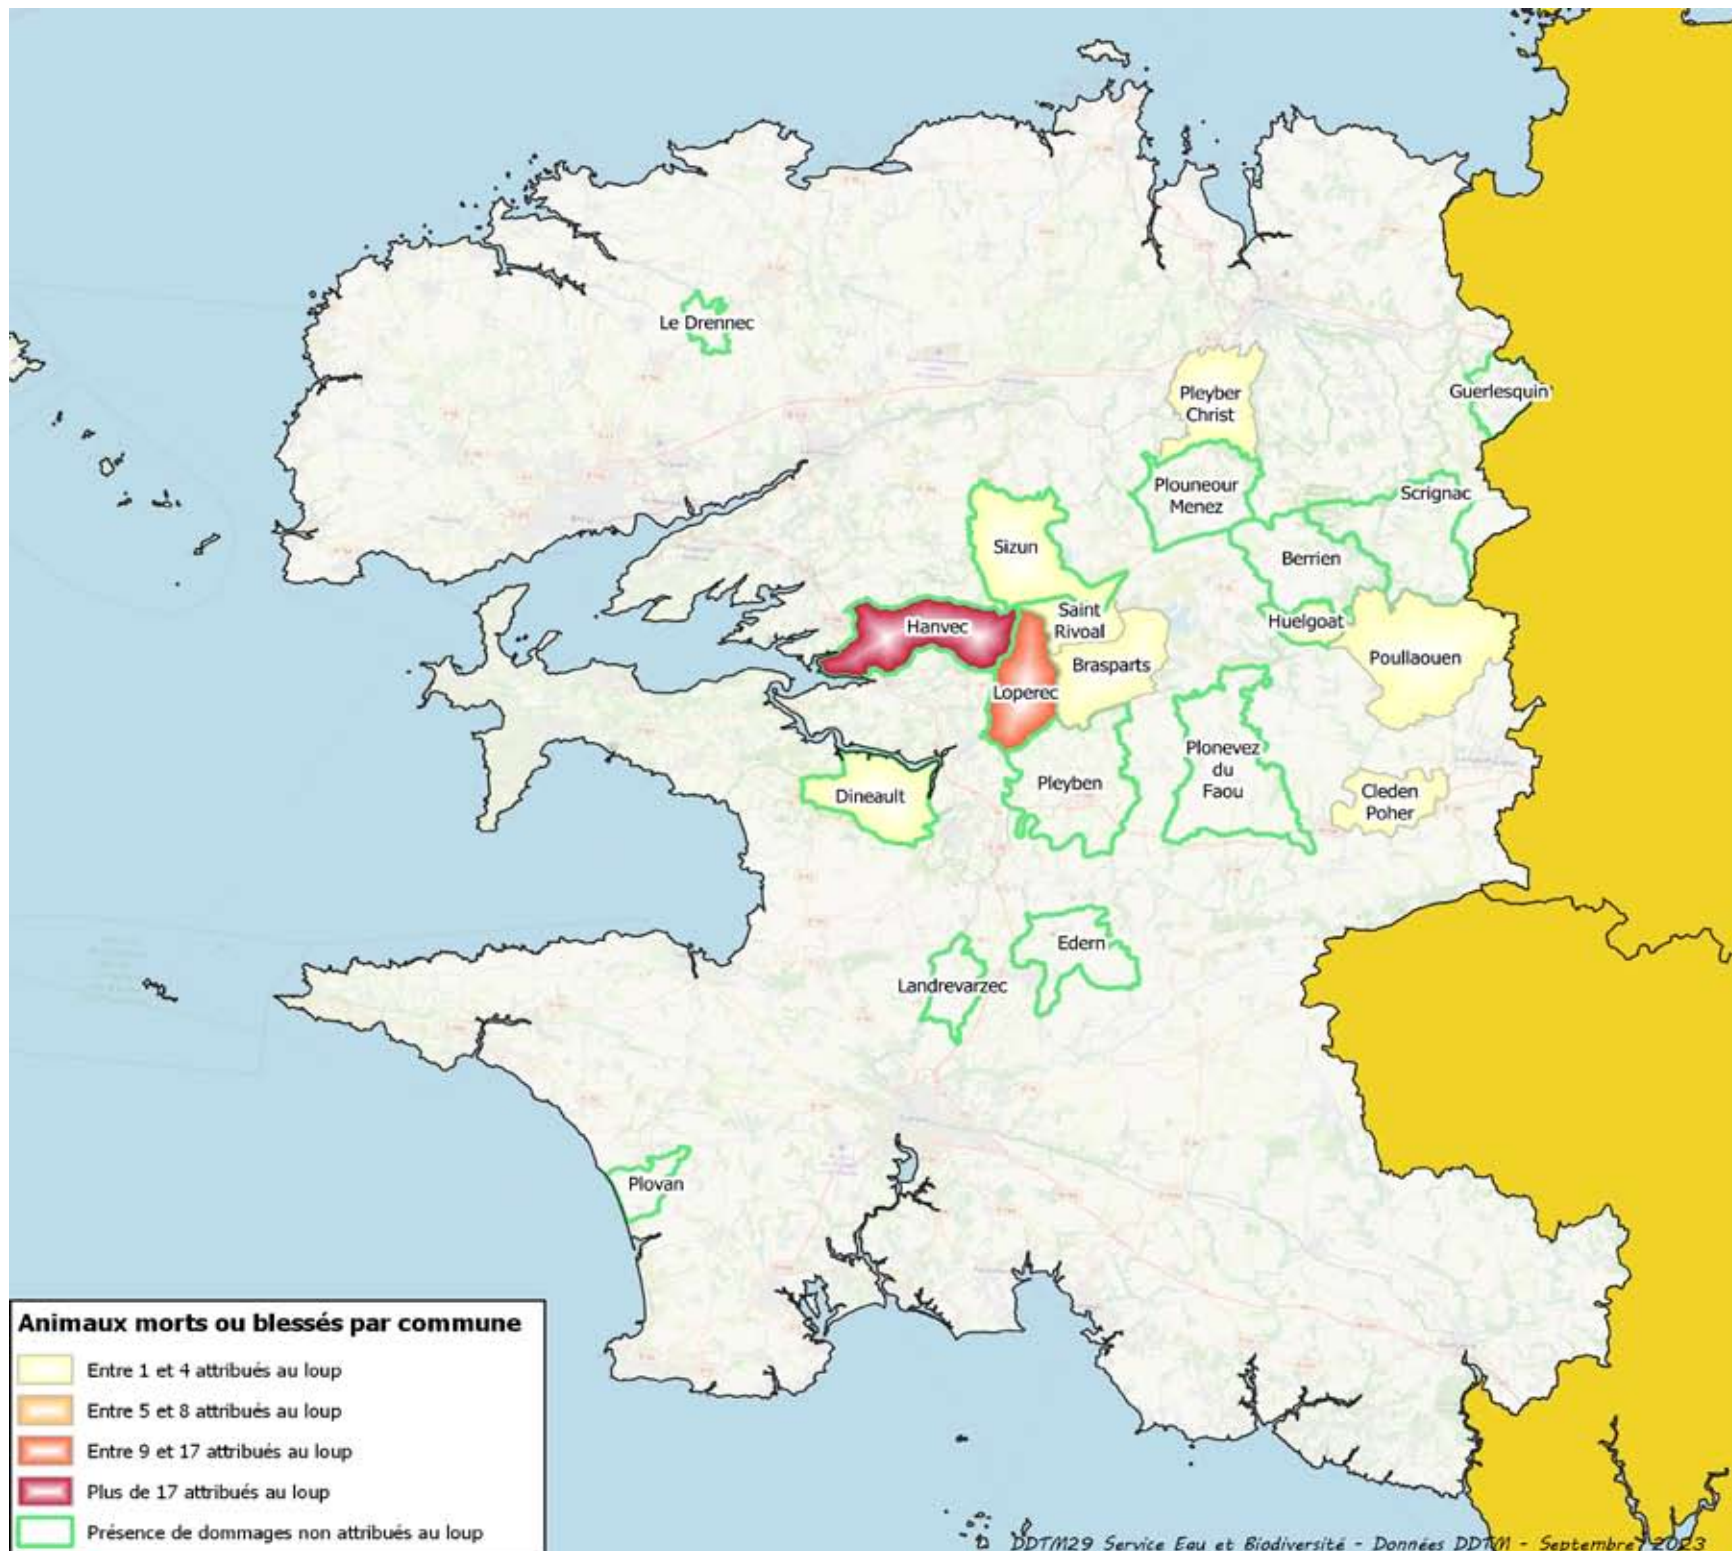 Le Drennec
Pleyber
Christ
Guerlesquin
Plouneour
Menez
Scrignac
Sizun
Berrien
Saint
Rivoal
Huelgoat
Hanvec
Brasparts
Poullaouen
Loperec
Plonevez
du
Faou
Pleyben
Dineault
Cleden
Poher
Edern
Landrevarzec
Plovan
Animaux morts ou blessés par commune
Entre 1 et 4 attribués au loup
Entre 5 et 8 attribués au loup
Entre 9 et 17 attribués au loup
Plus de 17 attribués au loup
Présence de dommages non attribués au loup
DDTM29 Service Eau et Biodiversité - Données DDTM - Septembre 2023